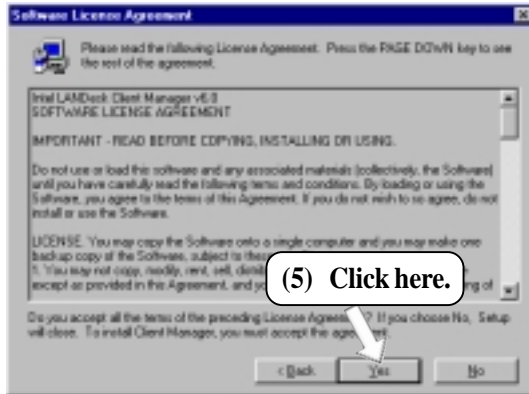 Software License Agreement
Please read the following License Agreement. Press the PAGE DOWN key to see
the rest of the agreement.
Intel LANDesk Client Manager v6.0
SOFTWARE LICENSE AGREEMENT
IMPORTANT - READ BEFORE COPYING, INSTALLING OR USING.
Do not use or load this software and any associated materials (collectively, the Software)
until you have carefully read the following terms and conditions. By loading or using the
Software, you agree to the terms of this Agreement. If you do not wish to so agree, do not
install or use the Software.
LICENSE. You may copy the Software onto a single computer and you may make one
back-up copy of the Software, subject to these
1. You may not copy, modify, rent, sell,
except as provided in this Agreement, and
of
(5) Click here.
Do you accept all the terms of the preceding License ? If you choose No, Setup
will close. To install Client Manager, you must accept this
< Back
Yes
No